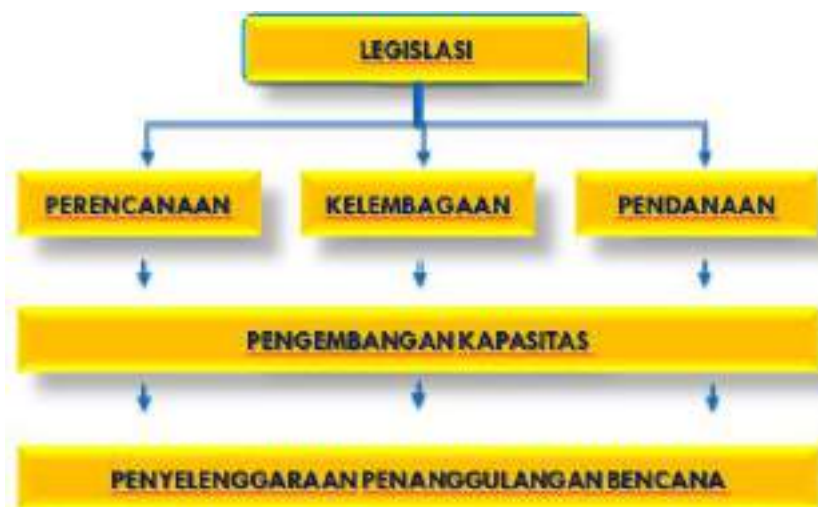 LEGISLASI
PERENCANAAN
KELEMBAGAAN
PENDANAAN
PENGEMBANGAN KAPASITAS
PENYELENGGARAAN PENANGGULANGAN BENCANA